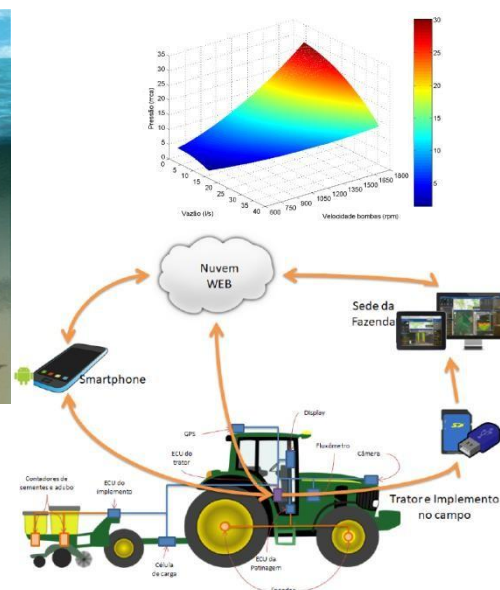 35
30
25
20
15
10
5
0
Pressão (mca)
0
5
10
15
20
25
30
35
40
Vazão (l/s)
600
750
900
1050
1200
1350
1500
1650
1800
Velocidade bombes (rpm)
30
25
20
15
10
5
Nuvem
WEB
Sede da
Fazenda
Smartphone
Display
GPS
ECU do
trator
Fluxômetro
Câmera
Contadores de
sementes e adubo
ECU do
Implemento
Trator e Implemento
no campo
Célula
de carga
ECU da
Patinagem